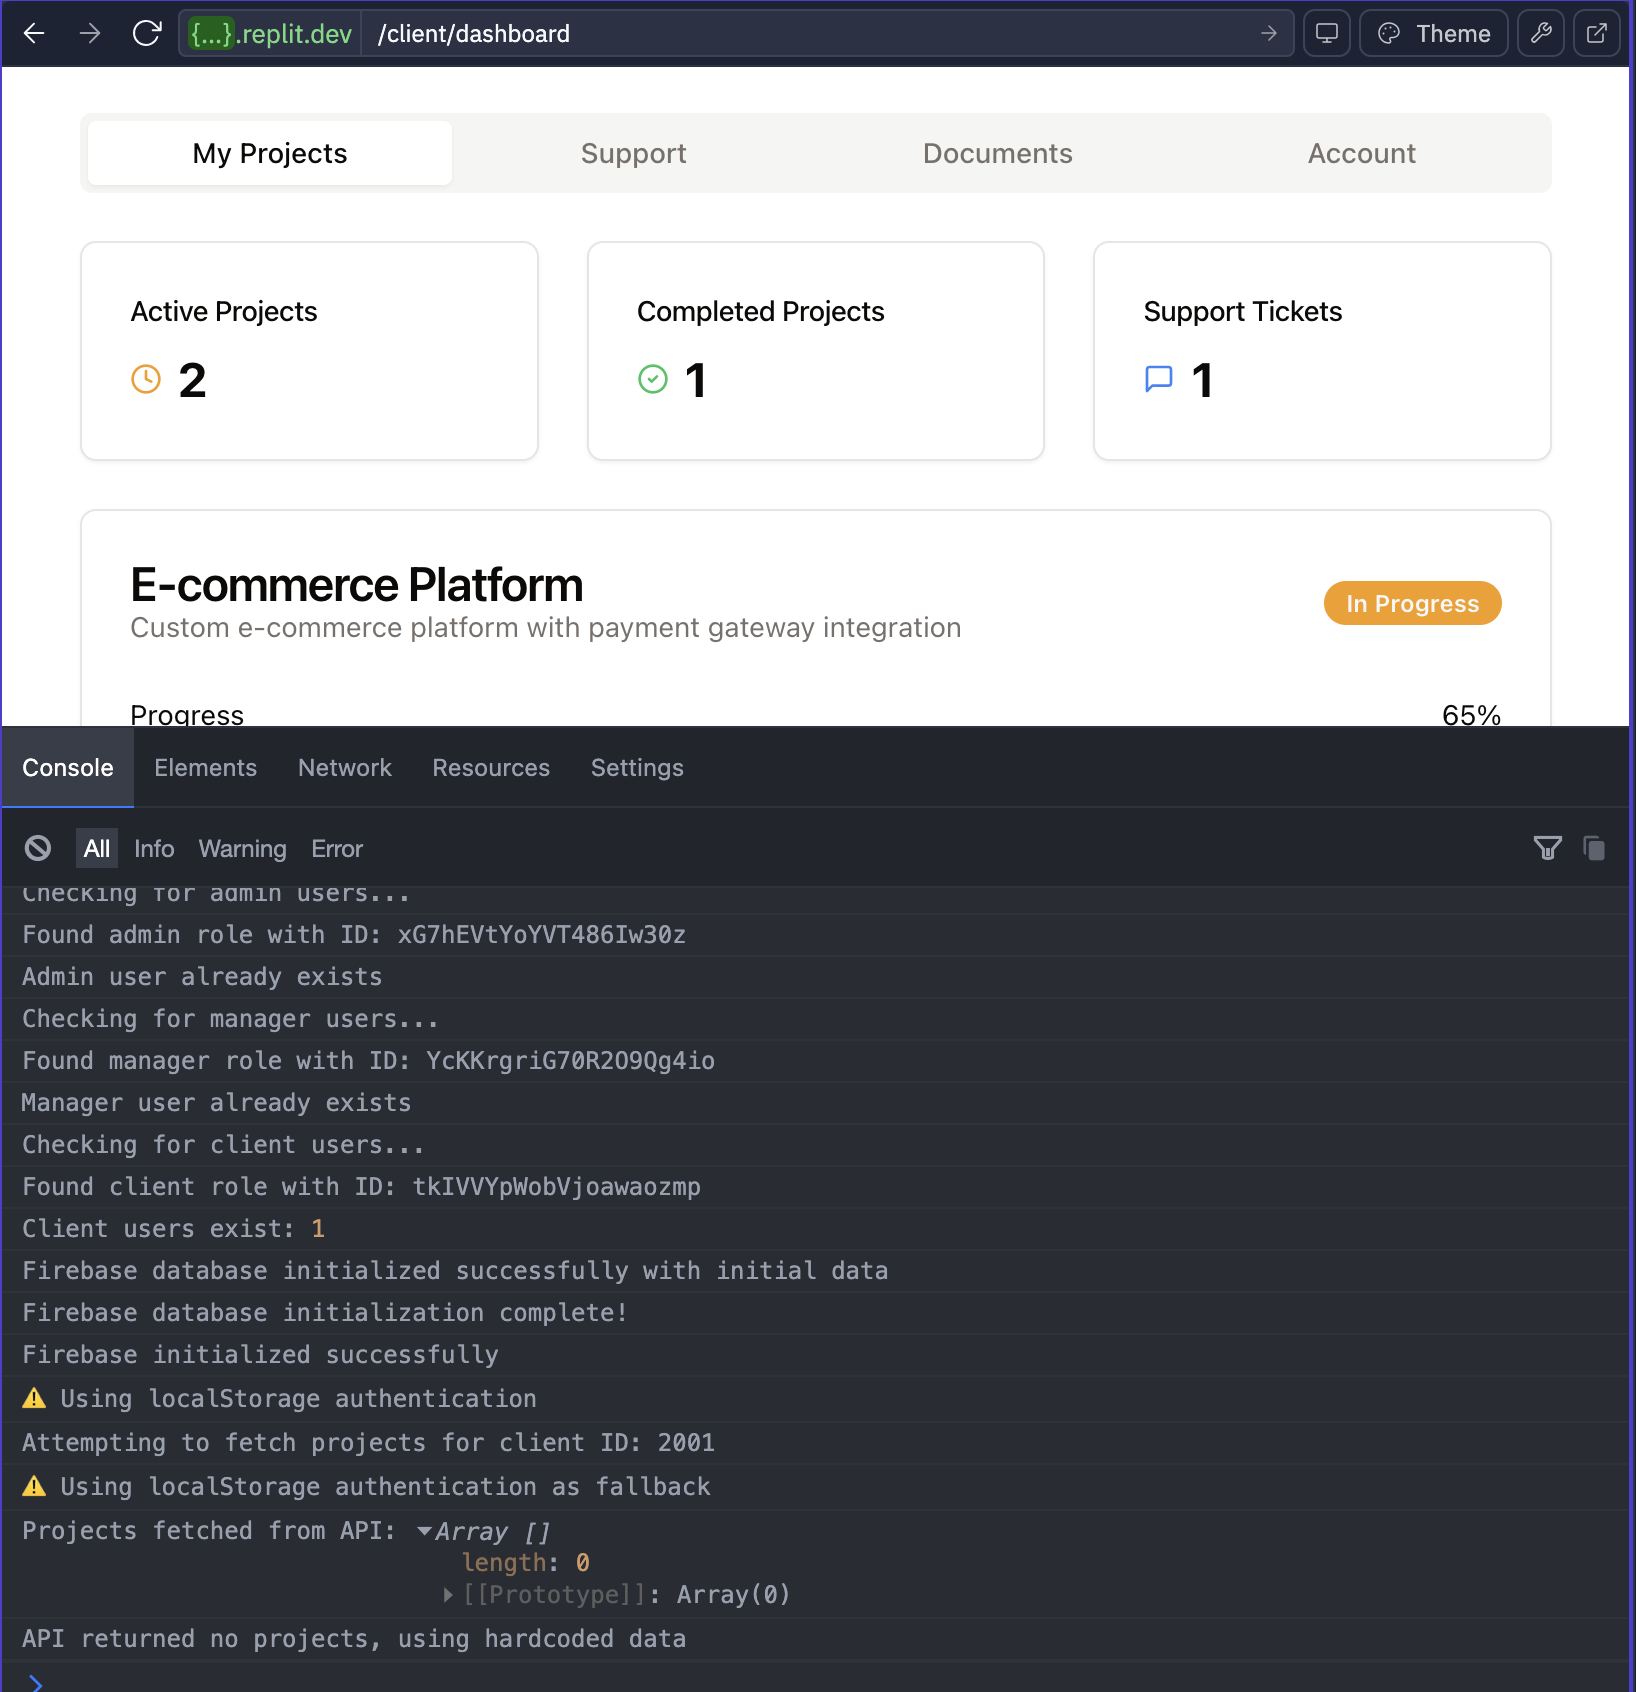 {...}.replit.dev /client/dashboard Theme
My Projects Support Documents Account
Active Projects Completed Projects Support Tickets
2 1 1
E-commerce Platform
In Progress
Custom e-commerce platform with payment gateway integration
Progress 65%
Console Elements Network Resources Settings
All Info Warning Error
Checking for admin users...
Found admin role with ID: xG7hEVtYoYVT486Iw30z
Admin user already exists
Checking for manager users...
Found manager role with ID: YcKKrgriG70R2O9Qg4io
Manager user already exists
Checking for client users...
Found client role with ID: tkIVVYpWobVjoawaozmp
Client users exist: 1
Firebase database initialized successfully with initial data
Firebase database initialization complete!
Firebase initialized successfully
⚠️ Using localStorage authentication
Attempting to fetch projects for client ID: 2001
⚠️ Using localStorage authentication as fallback
Projects fetched from API: ▼Array []
length: 0
▶[[Prototype]]: Array(0)
API returned no projects, using hardcoded data